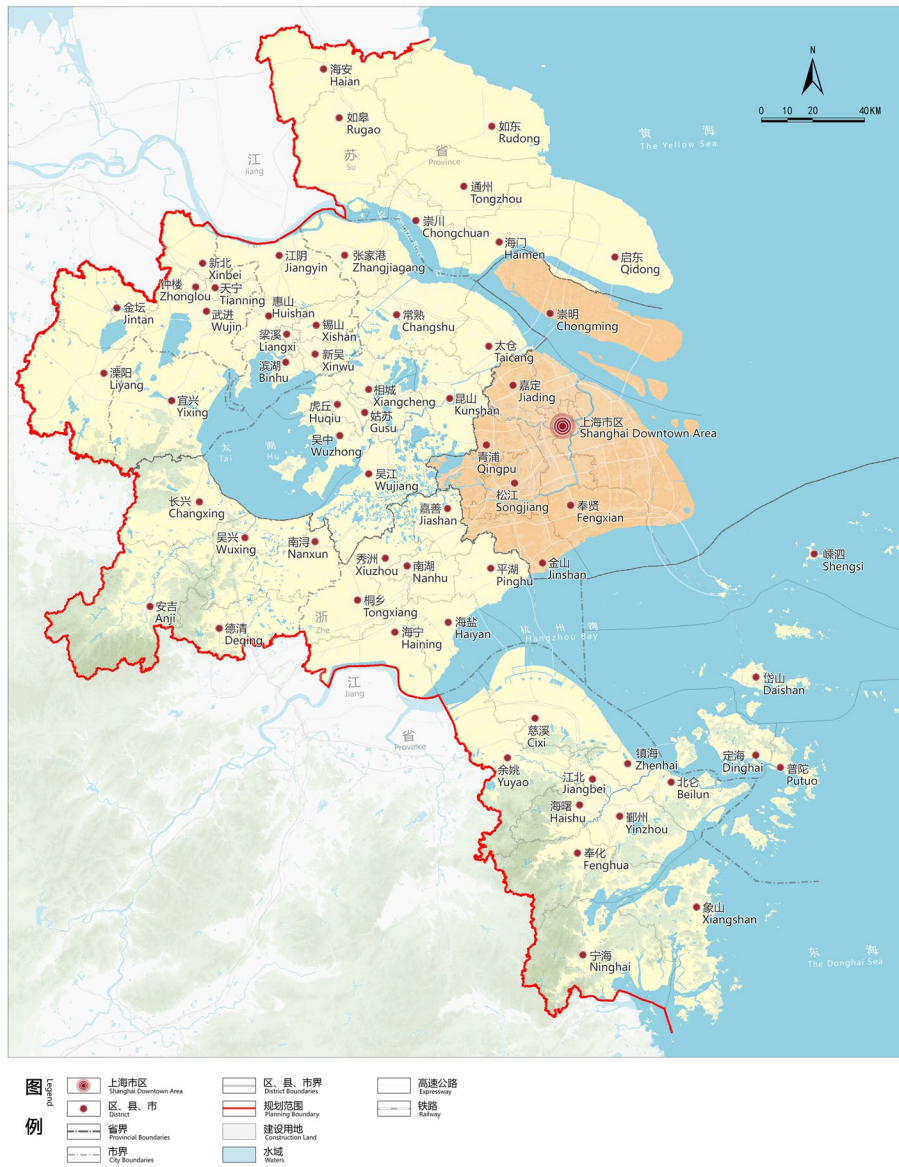 N
0 10 20 40KM
黄 海
The Yellow Sea
海安
Haian
如皋
Rugao
如东
Rudong
江
Jiang
苏
Su
省
Province
通州
Tongzhou
崇川
Chongchuan
海门
Haimen
启东
Qidong
新北
Xinbei
江阴
Jiangyin
张家港
Zhangjiagang
钟楼
Zhonglou
天宁
Tianning
金坛
Jintan
武进
Wujin
惠山
Huishan
锡山
Xishan
常熟
Changshu
崇明
Chongming
梁溪
Liangxi
新吴
Xinwu
太仓
Taicang
滨湖
Binhu
溧阳
Liyang
宜兴
Yixing
相城
Xiangcheng
嘉定
Jiading
虎丘
Huqiu
姑苏
Gusu
昆山
Kunshan
上海市区
Shanghai Downtown Area
太 湖
Tai Hu
吴中
Wuzhong
青浦
Qingpu
吴江
Wujiang
松江
Songjiang
长兴
Changxing
嘉善
Jiashan
奉贤
Fengxian
吴兴
Wuxing
南浔
Nanxun
秀洲
Xiuzhou
南湖
Nanhu
平湖
Pinghu
金山
Jinshan
嵊泗
Shengsi
安吉
Anji
桐乡
Tongxiang
浙
Zhe
德清
Deqing
海宁
Haining
海盐
Haiyan
杭 州 湾
Hangzhou Bay
江
Jiang
岱山
Daishan
省
Province
慈溪
Cixi
余姚
Yuyao
镇海
Zhenhai
定海
Dinghai
普陀
Putuo
江北
Jiangbei
北仑
Beilun
海曙
Haishu
鄞州
Yinzhou
奉化
Fenghua
象山
Xiangshan
宁海
Ninghai
东 海
The Donghai Sea
图例
Legend
上海市区
Shanghai Downtown Area
区、县、市
District
省界
Provincial Boundaries
市界
City Boundaries
区、县、市界
District Boundaries
规划范围
Planning Boundary
建设用地
Construction Land
水域
Waters
高速公路
Expressway
铁路
Railway